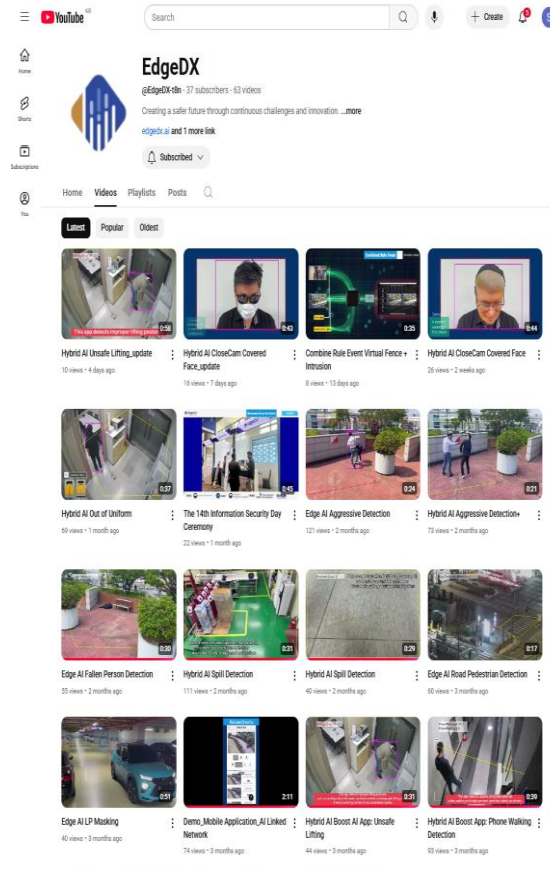 YouTube
Search
Create
Home
Shorts
Subscriptions
You
EdgeDX
@EdgeDX-t8n · 37 subscribers · 63 videos
Creating a safer future through continuous challenges and innovation. ...more
edgedx.ai and 1 more link
Subscribed
Home Videos Playlists Posts
Latest Popular Oldest
This app detects improper lifting posture
0:58
0:43
0:35
0:44
Hybrid AI Unsafe Lifting_update
10 views • 4 days ago
Hybrid AI CloseCam Covered
Face_update
16 views • 7 days ago
Combine Rule Event Virtual Fence +
Intrusion
8 views • 13 days ago
Hybrid AI CloseCam Covered Face
26 views • 2 weeks ago
0:37
0:45
0:24
0:21
Hybrid AI Out of Uniform
69 views • 1 month ago
The 14th Information Security Day
Ceremony
22 views • 1 month ago
Edge AI Aggressive Detection
121 views • 2 months ago
Hybrid AI Aggressive Detection+
73 views • 2 months ago
0:30
0:31
0:29
0:17
Edge AI Fallen Person Detection
55 views • 2 months ago
Hybrid AI Spill Detection
111 views • 2 months ago
Hybrid AI Spill Detection
40 views • 2 months ago
Edge AI Road Pedestrian Detection
60 views • 3 months ago
0:51
2:11
0:31
0:39
Edge AI LP Masking
40 views • 3 months ago
Demo_Mobile Application_AI Linked
Network
74 views • 3 months ago
Hybrid AI Boost AI App: Unsafe
Lifting
44 views • 3 months ago
Hybrid AI Boost App: Phone Walking
Detection
93 views • 3 months ago